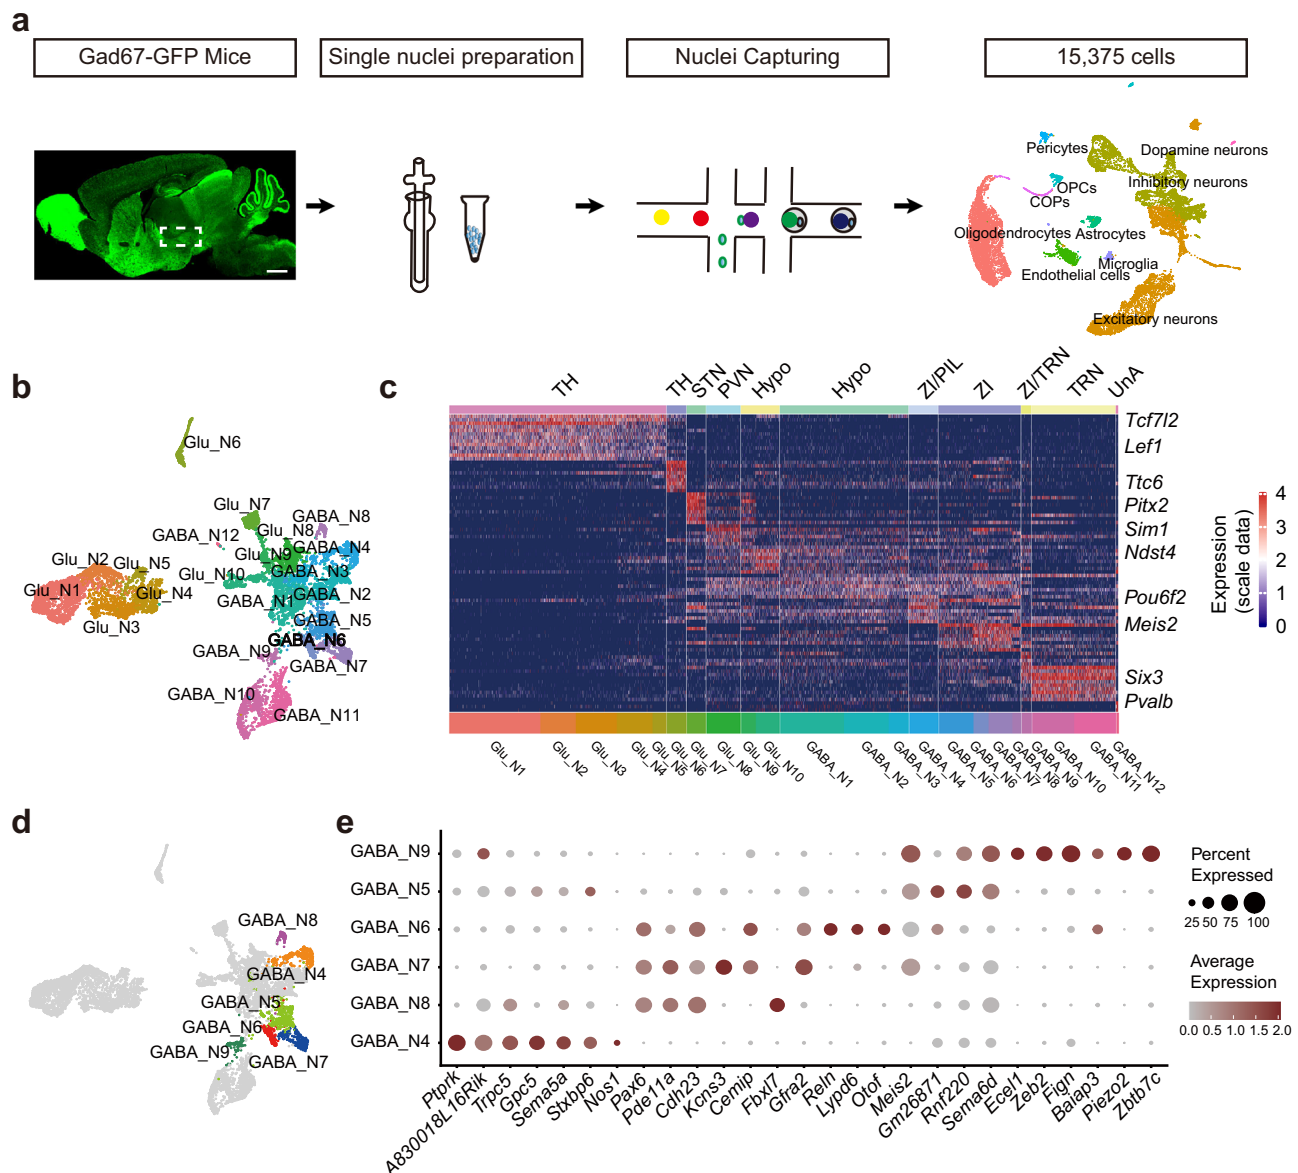 a
Gad67-GFP Mice
Single nuclei preparation
Nuclei Capturing
15,375 cells
Pericytes
Dopamine neurons
Inhibitory neurons
OPCs
COPs
Oligodendrocytes
Astrocytes
Microglia
Endothelial cells
Excitatory neurons
b
Glu_N6
Glu_N7
GABA_N8
GABA_N12
Glu_N8
Glu_N2
Glu_N5
Glu_N9
GABA_N4
Glu_N1
Glu_N10
GABA_N3
Glu_N4
GABA_N1
GABA_N2
Glu_N3
GABA_N5
GABA_N6
GABA_N9
GABA_N7
GABA_N10
GABA_N11
c
TH
TH
STN
PVN
Hypo
Hypo
ZI/PIL
ZI
ZI/TRN
TRN
UnA
Tcf7l2
Lef1
Ttc6
Pitx2
Sim1
Ndst4
Pou6f2
Meis2
Six3
Pvalb
Expression
(scale data)
4
3
2
1
0
Glu_N1
Glu_N2
Glu_N3
Glu_N4
Glu_N5
Glu_N6
Glu_N7
Glu_N8
Glu_N9
Glu_N10
GABA_N1
GABA_N2
GABA_N3
GABA_N4
GABA_N5
GABA_N6
GABA_N7
GABA_N8
GABA_N9
GABA_N10
GABA_N11
GABA_N12
d
GABA_N8
GABA_N4
GABA_N5
GABA_N6
GABA_N9
GABA_N7
e
GABA_N9
GABA_N5
GABA_N6
GABA_N7
GABA_N8
GABA_N4
Ptprk
A830018L16Rik
Trpc5
Gpc5
Sema5a
Stxbp6
Nos1
Pax6
Pde11a
Cdh23
Kcns3
Cemip
Fbxl7
Gfra2
Reln
Lypd6
Otof
Meis2
Gm26871
Rnf220
Sema6d
Ecel1
Zeb2
Fign
Baiap3
Piezo2
Zbtb7c
Percent
Expressed
25 50 75 100
Average
Expression
0.0 0.5 1.0 1.5 2.0